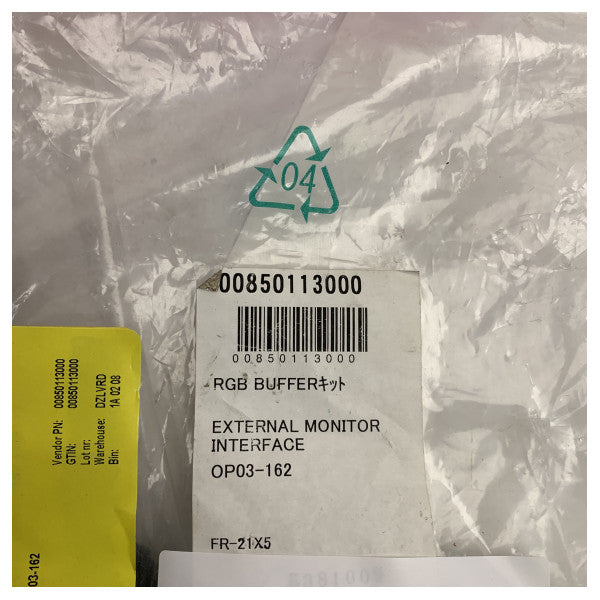 04
00850113000
00850113000
RGB BUFFERキット
EXTERNAL MONITOR
INTERFACE
OP03-162
FR-21X5
Vendor PN: 00850113000
GTIN: 00850113000
Lot nr:
Warehouse: DZLVRD
Bin: 1A 02 08
03-162